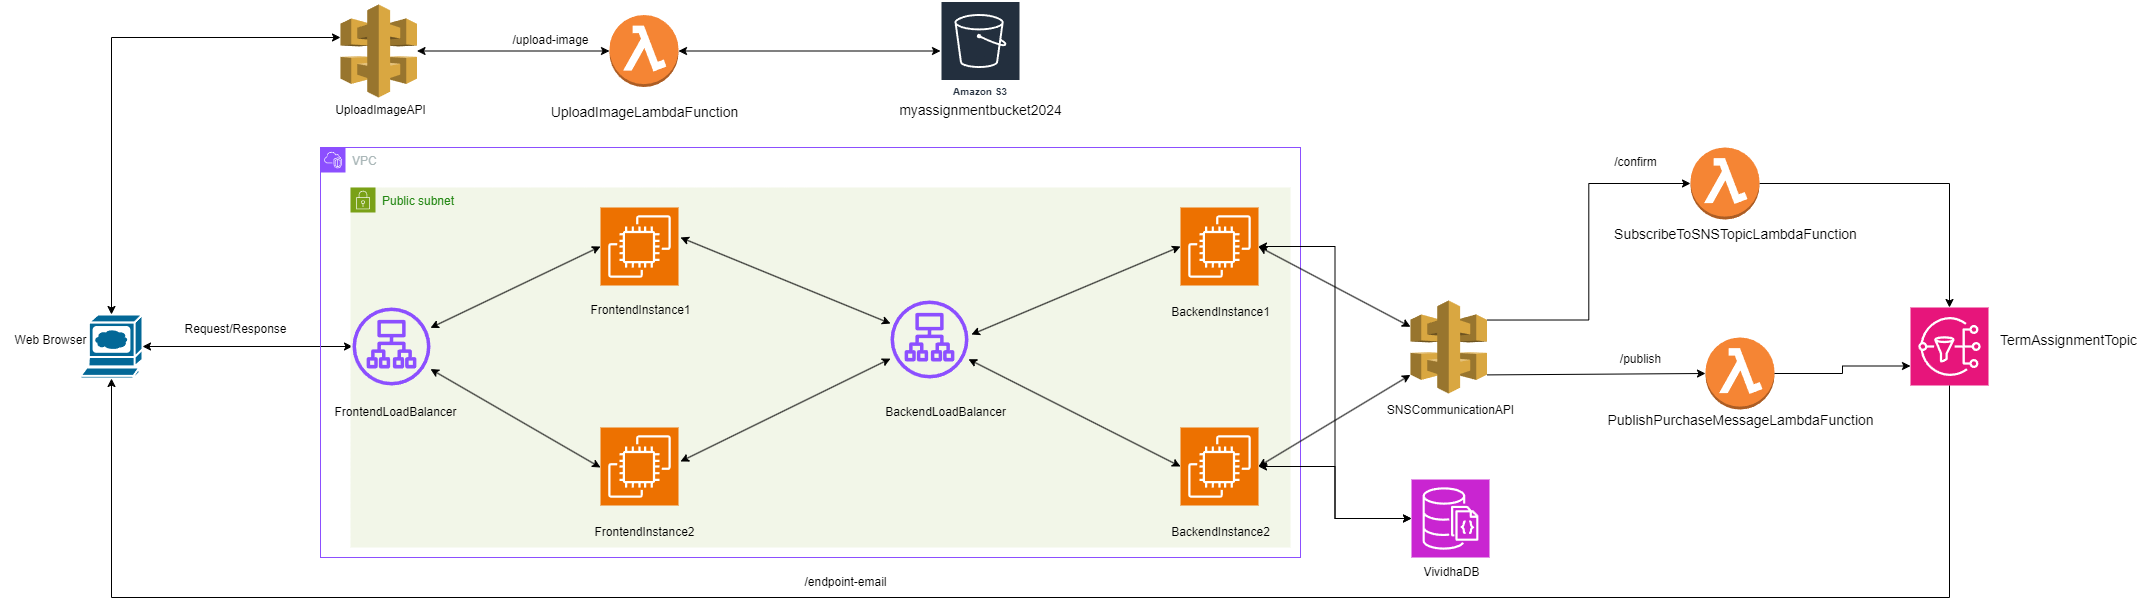 /upload-image
Amazon S3
UploadImageAPI
UploadImageLambdaFunction
myassignmentbucket2024
VPC
/confirm
Public subnet
SubscribeToSNSTopicLambdaFunction
FrontendInstance1
BackendInstance1
Web Browser
Request/Response
TermAssignmentTopic
/publish
FrontendLoadBalancer
BackendLoadBalancer
SNSCommunicationAPI
PublishPurchaseMessageLambdaFunction
FrontendInstance2
BackendInstance2
VividhaDB
/endpoint-email